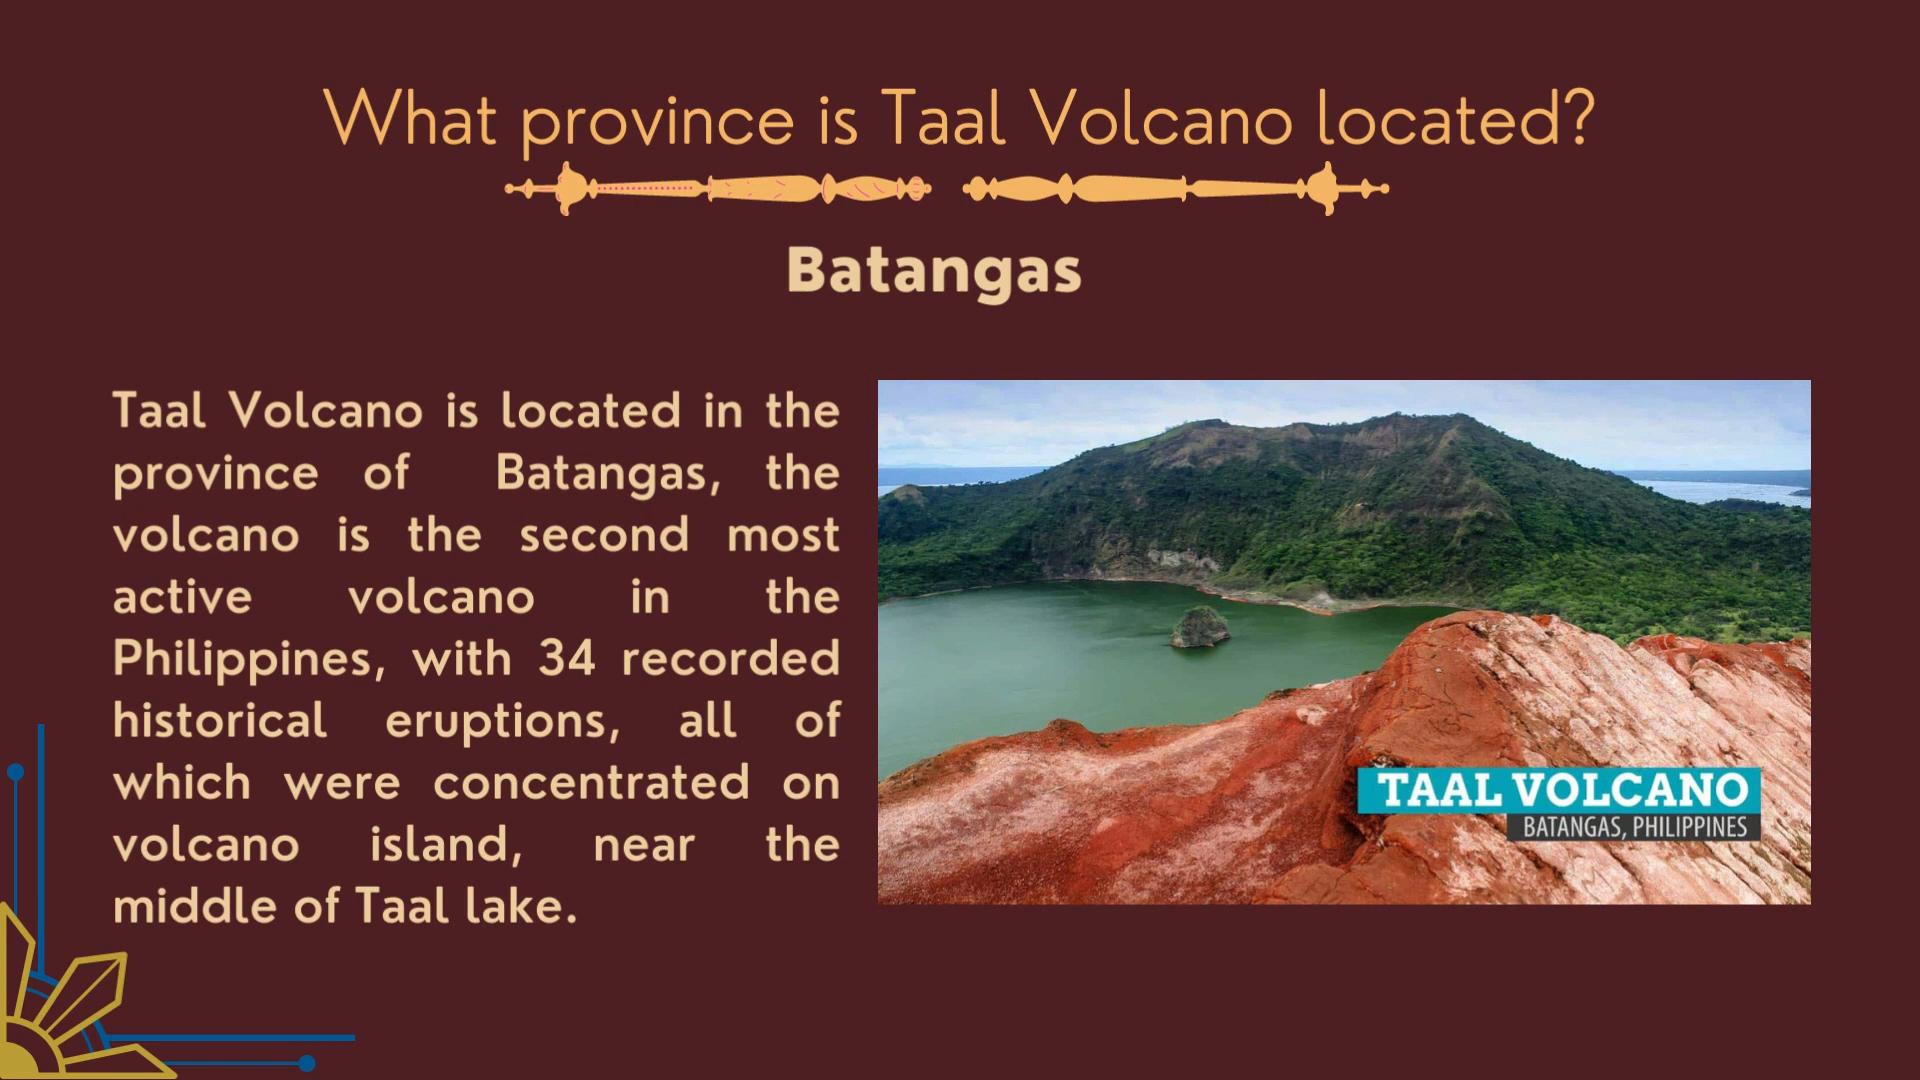 What province is Taal Volcano located?
Batangas
Taal Volcano is located in the
province of Batangas, the
volcano is the second most
active volcano in the
Philippines, with 34 recorded
historical eruptions, all of
which were concentrated on
volcano island, near the
middle of Taal lake.
TAAL VOLCANO
BATANGAS, PHILIPPINES